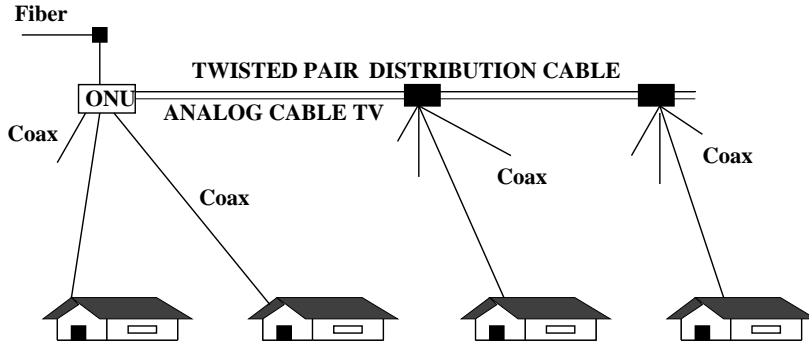 Fiber
TWISTED PAIR DISTRIBUTION CABLE
ONU
ANALOG CABLE TV
Coax
Coax
Coax
Coax